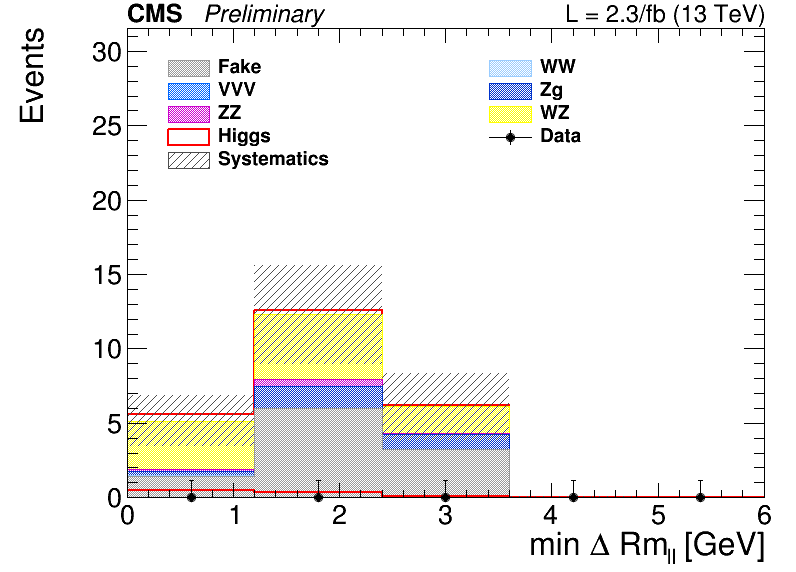 CMS Preliminary L = 2.3/fb (13 TeV)
Events
30
25
20
15
10
5
0
Fake WW
VVV Zg
ZZ WZ
Higgs Data
Systematics
0 1 2 3 4 5 6
min Δ Rm_ll [GeV]